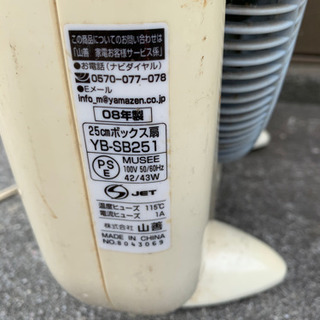 この商品についてのお問い合わせは
「山善 家電お客様サービス係」
●お電話(ナビダイヤル)
0570-077-078
●Eメール
info_m@yamazen.co.jp
08年製
25cmボックス扇
YB-SB251
MUSEE
PS
E
100V 50/60Hz
42/43W
JET
温度ヒューズ 115℃
電流ヒューズ 1A
株式会社 山善
MADE IN CHINA
NO.8043069